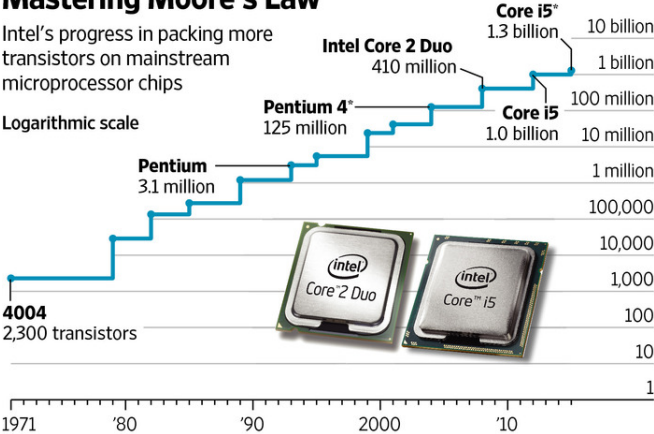 Mastering Moore's Law
Intel's progress in packing more
transistors on mainstream
microprocessor chips
Logarithmic scale
Core i5*
1.3 billion
Intel Core 2 Duo
410 million
Pentium 4*
125 million
Core i5
1.0 billion
Pentium
3.1 million
4004
2,300 transistors
10 billion
1 billion
100 million
10 million
1 million
100,000
10,000
1,000
100
10
1
intel
Core™2 Duo
intel
Core™ i5
1971
'80
'90
2000
'10